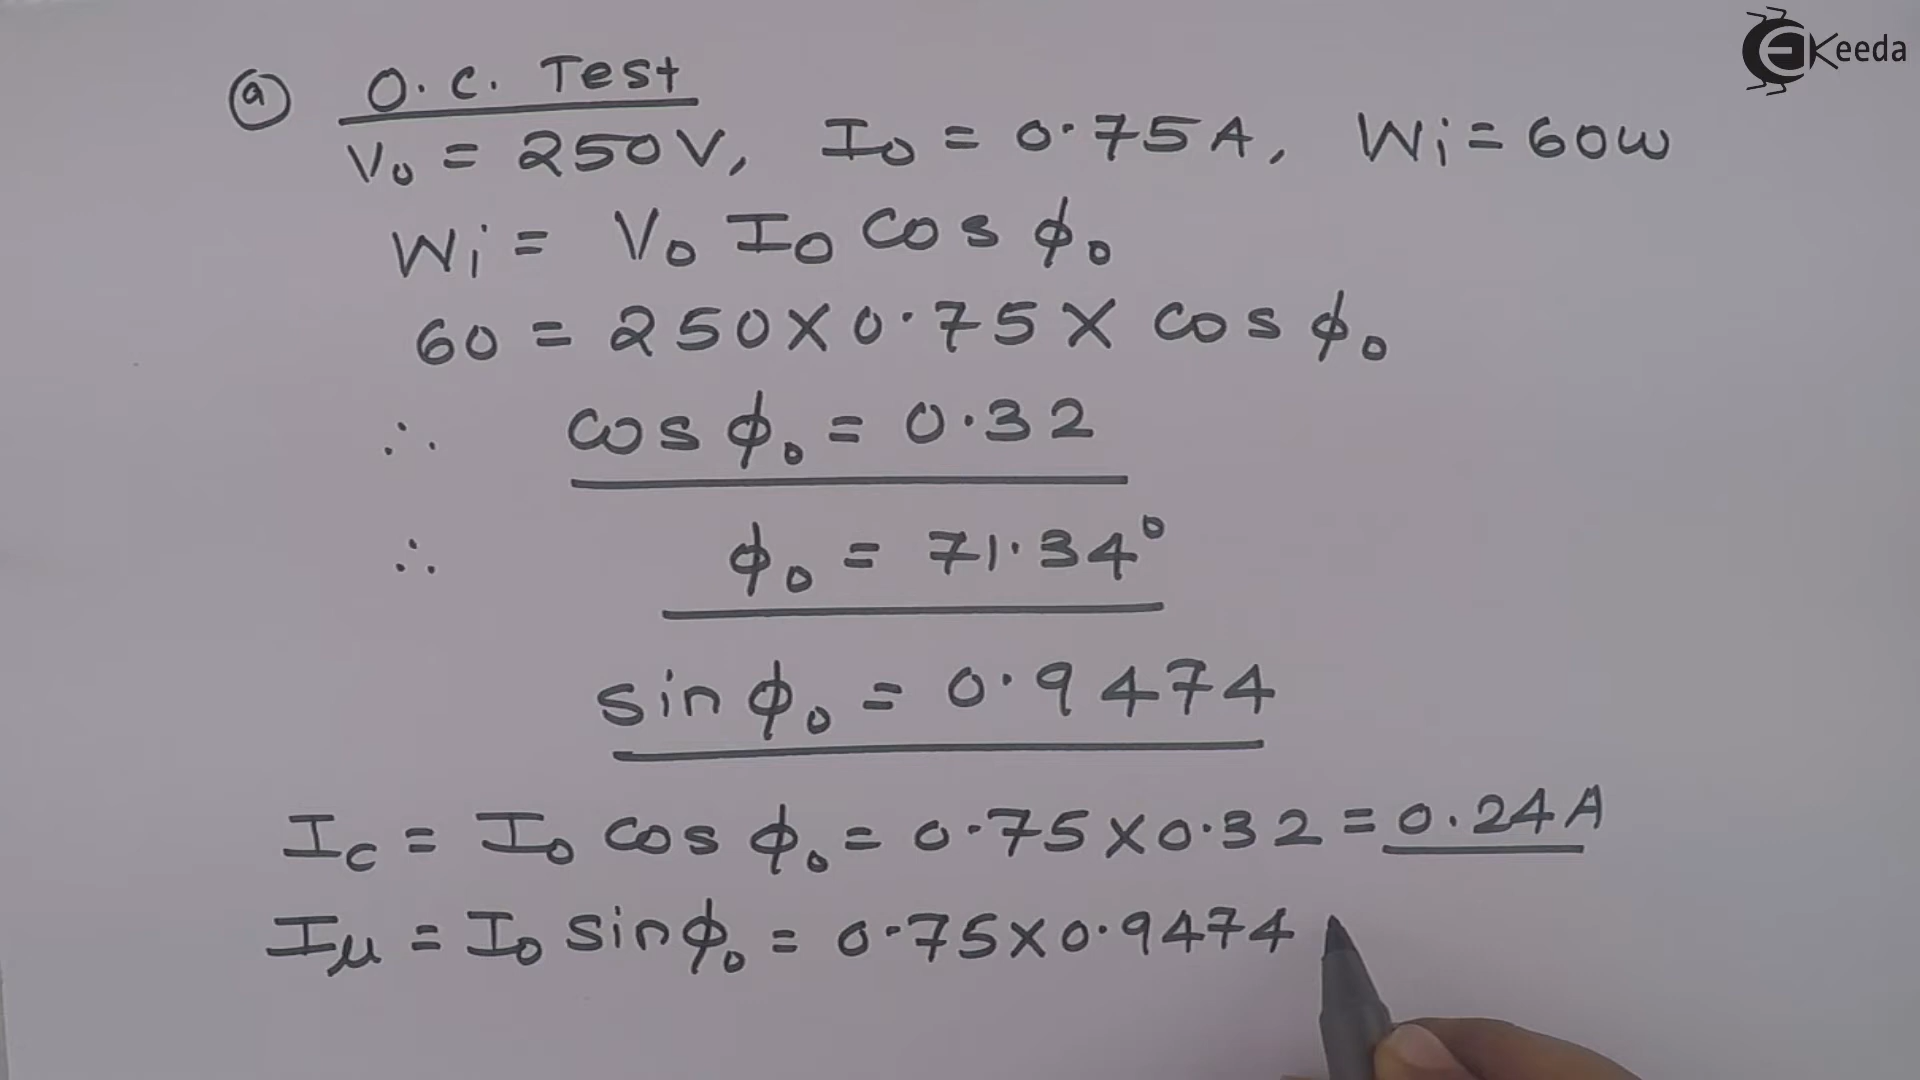 EKeeda
ⓐ O.C. Test
V₀ = 250V, I₀ = 0.75A, Wi = 60W
Wi = V₀ I₀ cos ϕ₀
60 = 250 X 0.75 X cos ϕ₀
∴ cos ϕ₀ = 0.32
∴ ϕ₀ = 71.34°
sin ϕ₀ = 0.9474
Ic = I₀ cos ϕ₀ = 0.75 X 0.32 = 0.24A
Iμ = I₀ sin ϕ₀ = 0.75 X 0.9474